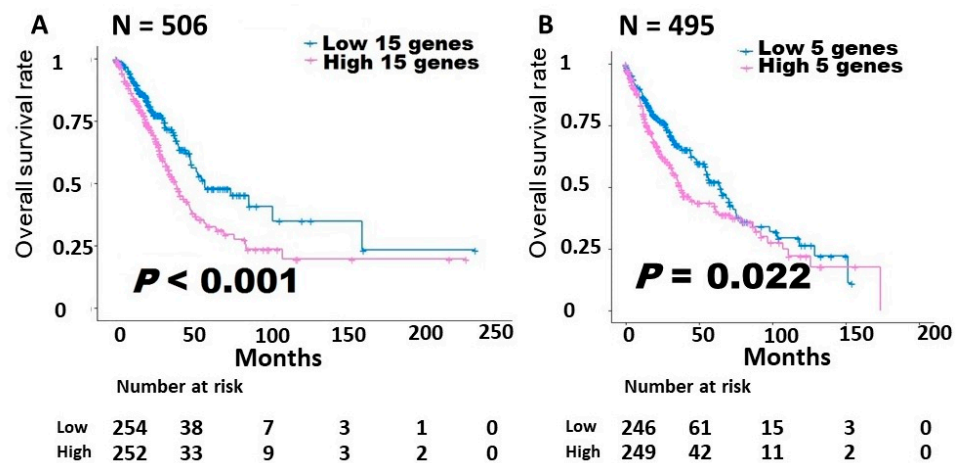 A N = 506
Low 15 genes
High 15 genes
Overall survival rate
1
0.75
0.5
0.25
0
P < 0.001
0 50 100 150 200 250
Months
Number at risk
Low 254 38 7 3 1 0
High 252 33 9 3 2 0
B N = 495
Low 5 genes
High 5 genes
Overall survival rate
1
0.75
0.5
0.25
0
P = 0.022
0 50 100 150 200
Months
Number at risk
Low 246 61 15 3 0
High 249 42 11 2 0